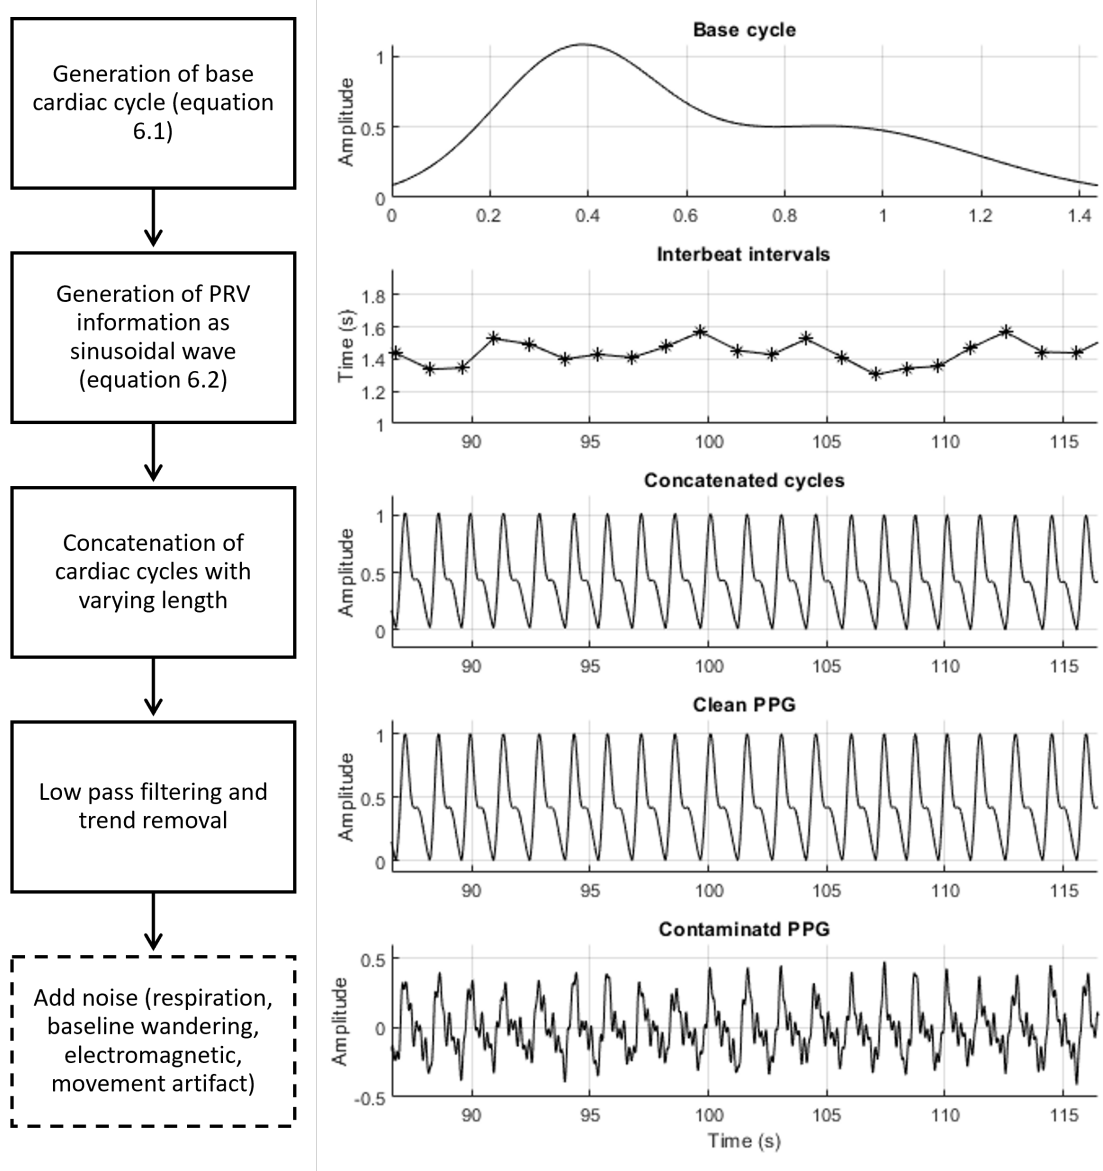 Generation of base
cardiac cycle (equation
6.1)
Generation of PRV
information as
sinusoidal wave
(equation 6.2)
Concatenation of
cardiac cycles with
varying length
Low pass filtering and
trend removal
Add noise (respiration,
baseline wandering,
electromagnetic,
movement artifact)
Base cycle
Amplitude
1
0.5
0
0 0.2 0.4 0.6 0.8 1 1.2 1.4
Interbeat intervals
Time (s)
1.8
1.6
1.4
1.2
1
90 95 100 105 110 115
Concatenated cycles
Amplitude
1
0.5
0
90 95 100 105 110 115
Clean PPG
Amplitude
1
0.5
0
90 95 100 105 110 115
Contaminatd PPG
Amplitude
0.5
0
-0.5
90 95 100 105 110 115
Time (s)